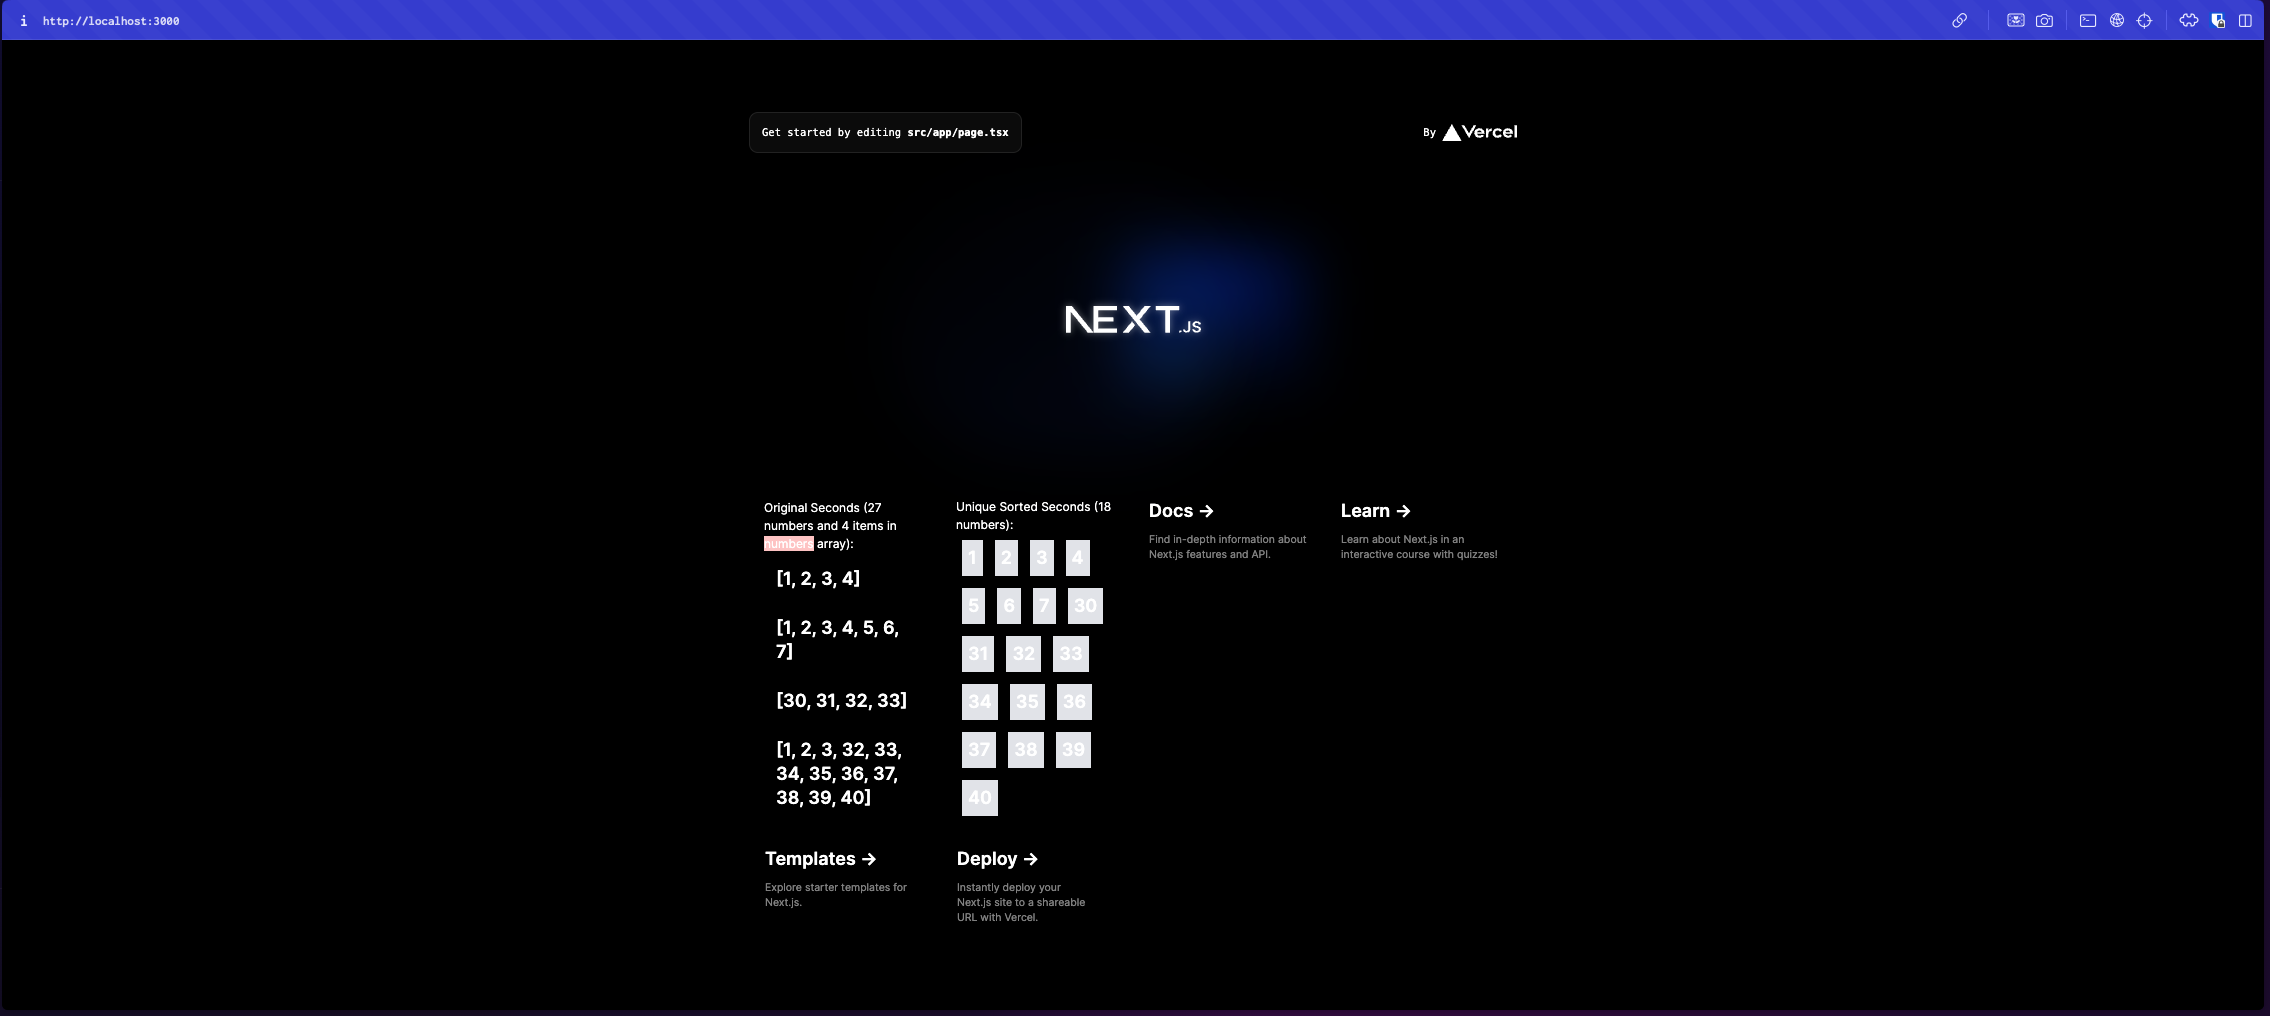 i http://localhost:3000
Get started by editing src/app/page.tsx
By Vercel
NEXT.JS
Original Seconds (27
numbers and 4 items in
numbers array):
[1, 2, 3, 4]
[1, 2, 3, 4, 5, 6,
7]
[30, 31, 32, 33]
[1, 2, 3, 32, 33,
34, 35, 36, 37,
38, 39, 40]
Unique Sorted Seconds (18
numbers):
1 2 3 4
5 6 7 30
31 32 33
34 35 36
37 38 39
40
Docs →
Find in-depth information about
Next.js features and API.
Learn →
Learn about Next.js in an
interactive course with quizzes!
Templates →
Explore starter templates for
Next.js.
Deploy →
Instantly deploy your
Next.js site to a shareable
URL with Vercel.